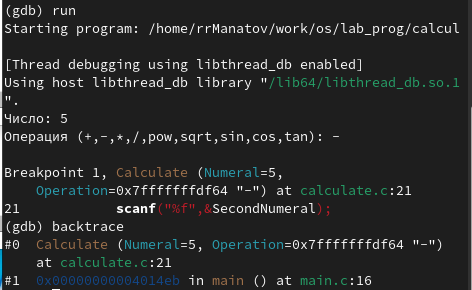 (gdb) run
Starting program: /home/rrManatov/work/os/lab_prog/calcul
[Thread debugging using libthread_db enabled]
Using host libthread_db library "/lib64/libthread_db.so.1
".
Число: 5
Операция (+,-,*,/,pow,sqrt,sin,cos,tan): -
Breakpoint 1, Calculate (Numeral=5,
    Operation=0x7fffffffdf64 "-") at calculate.c:21
21              scanf("%f",&SecondNumeral);
(gdb) backtrace
#0  Calculate (Numeral=5, Operation=0x7fffffffdf64 "-")
    at calculate.c:21
#1  0x00000000004014eb in main () at main.c:16